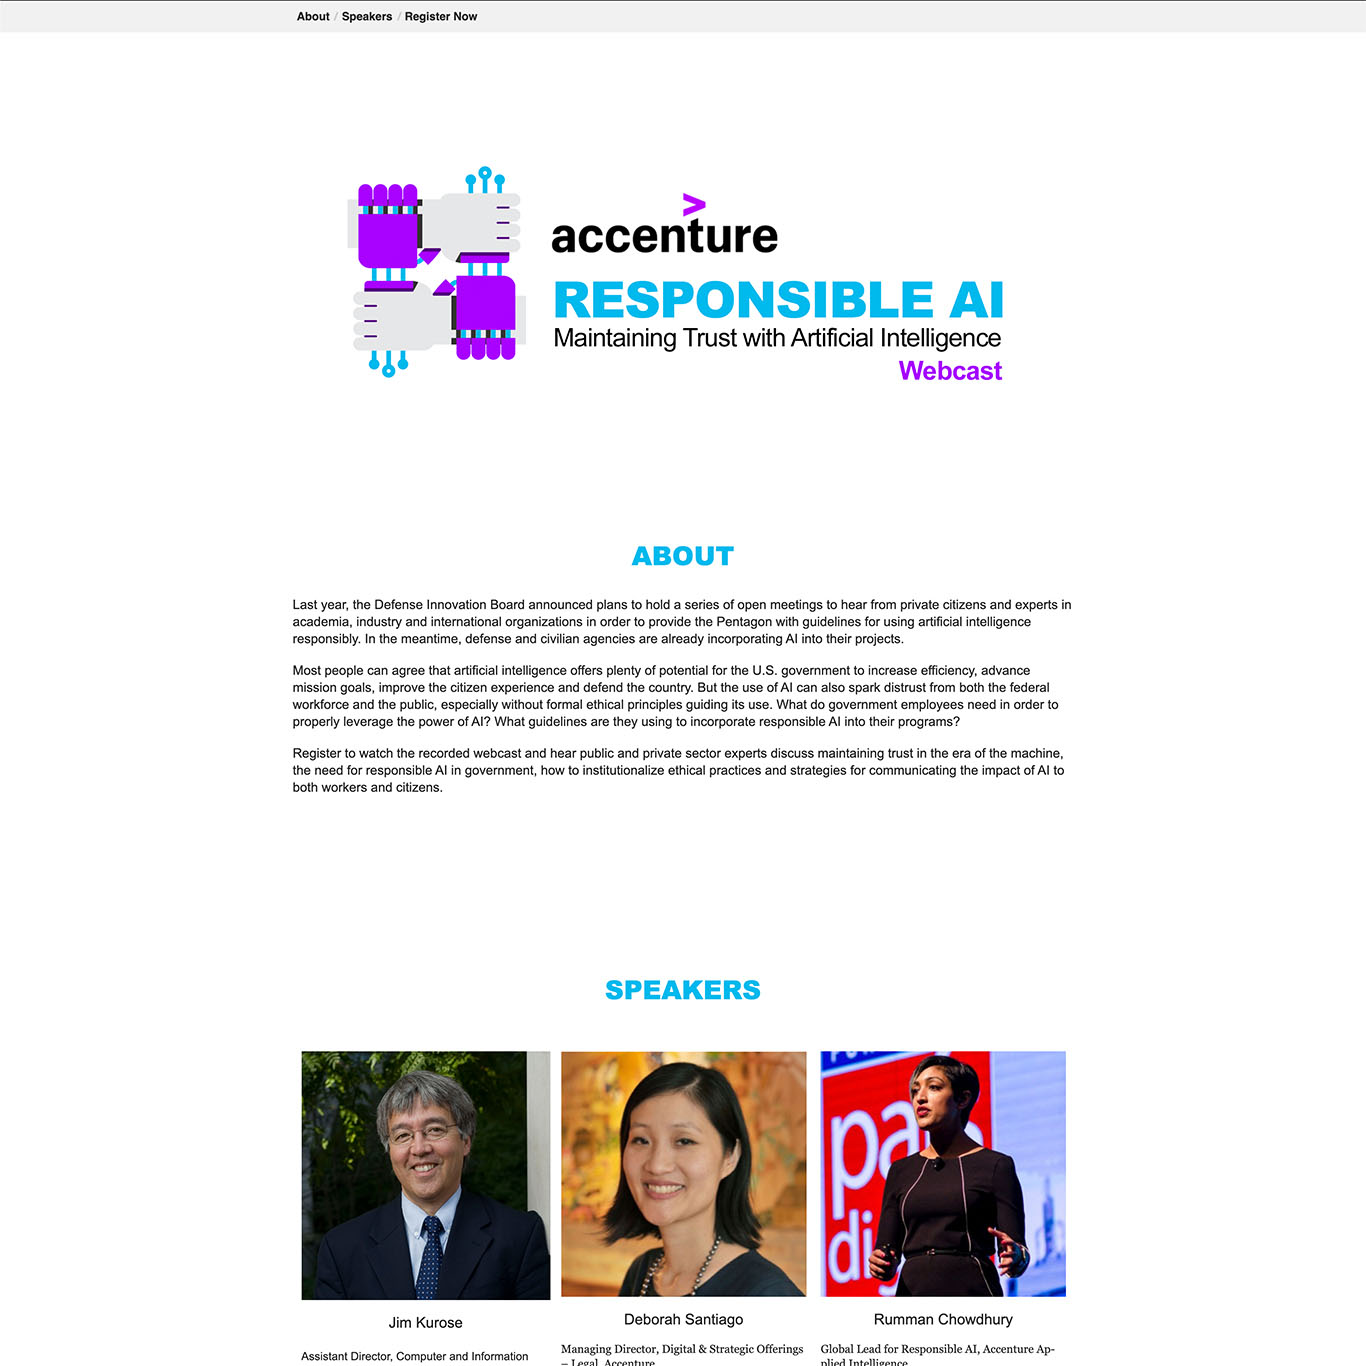 About / Speakers / Register Now
>
accenture
RESPONSIBLE AI
Maintaining Trust with Artificial Intelligence
Webcast
ABOUT
Last year, the Defense Innovation Board announced plans to hold a series of open meetings to hear from private citizens and experts in
academia, industry and international organizations in order to provide the Pentagon with guidelines for using artificial intelligence
responsibly. In the meantime, defense and civilian agencies are already incorporating AI into their projects.
Most people can agree that artificial intelligence offers plenty of potential for the U.S. government to increase efficiency, advance
mission goals, improve the citizen experience and defend the country. But the use of AI can also spark distrust from both the federal
workforce and the public, especially without formal ethical principles guiding its use. What do government employees need in order to
properly leverage the power of AI? What guidelines are they using to incorporate responsible AI into their programs?
Register to watch the recorded webcast and hear public and private sector experts discuss maintaining trust in the era of the machine,
the need for responsible AI in government, how to institutionalize ethical practices and strategies for communicating the impact of AI to
both workers and citizens.
SPEAKERS
pa
di
Jim Kurose
Deborah Santiago
Rumman Chowdhury
Assistant Director, Computer and Information
Managing Director, Digital & Strategic Offerings
– Legal, Accenture
Global Lead for Responsible AI, Accenture Ap-
plied Intelligence